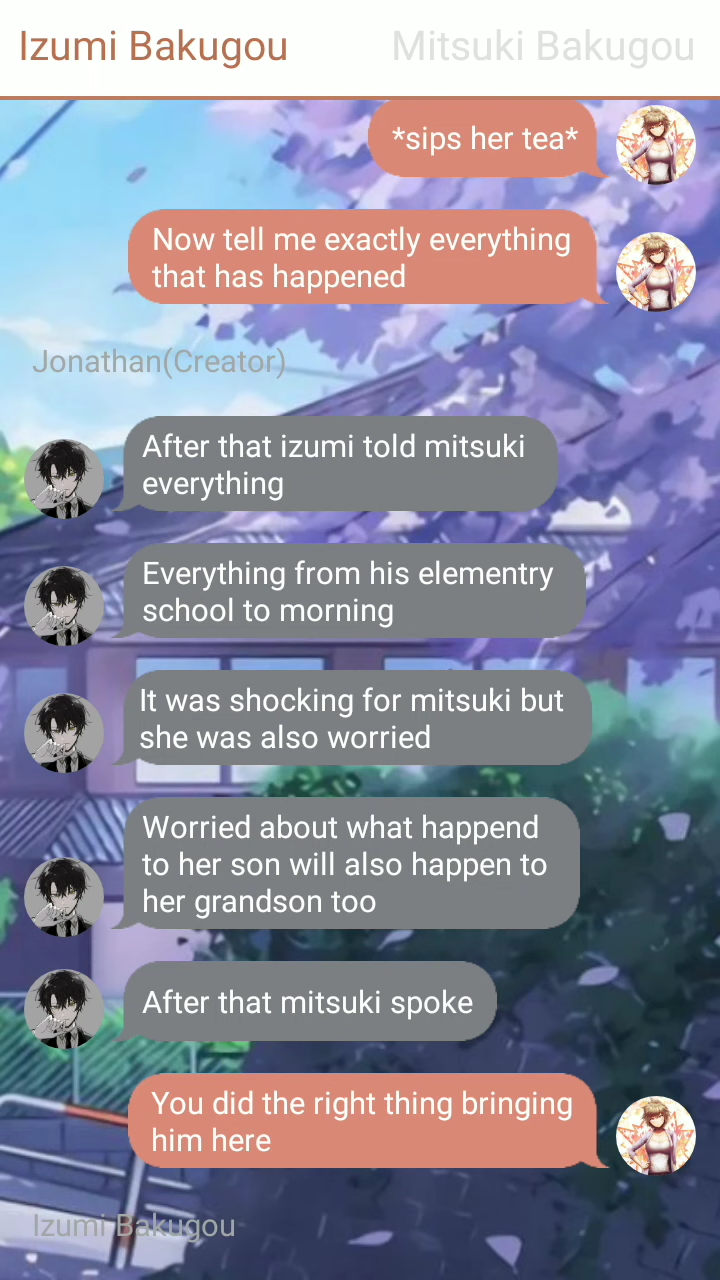 Izumi Bakugou
Mitsuki Bakugou
*sips her tea*
Now tell me exactly everything
that has happened
Jonathan(Creator)
After that izumi told mitsuki
everything
Everything from his elementry
school to morning
It was shocking for mitsuki but
she was also worried
Worried about what happend
to her son will also happen to
her grandson too
After that mitsuki spoke
You did the right thing bringing
him here
Izumi Bakugou